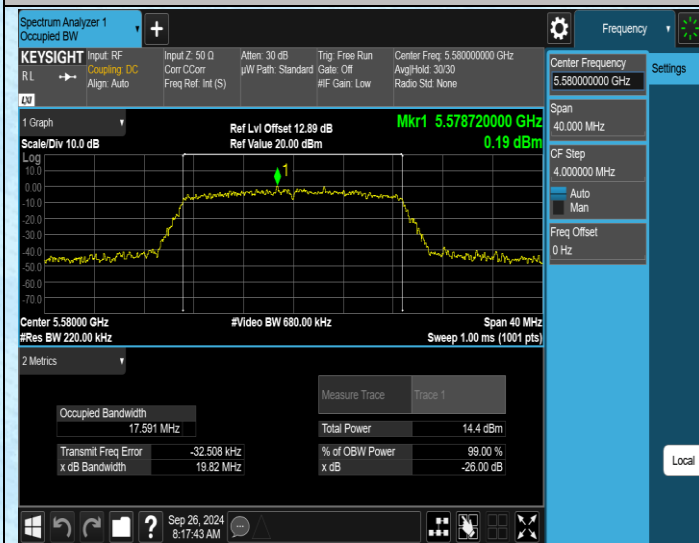 Spectrum Analyzer 1
Occupied BW
Frequency
KEYSIGHT
Input: RF
Coupling: DC
Align: Auto
R L
LXI
Input Z: 50 Ω
Corr CCorr
Freq Ref: Int (S)
Atten: 30 dB
µW Path: Standard
Trig: Free Run
Gate: Off
#IF Gain: Low
Center Freq: 5.580000000 GHz
Avg|Hold: 30/30
Radio Std: None
Center Frequency
5.580000000 GHz
Settings
Span
40.000 MHz
CF Step
4.000000 MHz
Auto
Man
Freq Offset
0 Hz
Local
1 Graph
Scale/Div 10.0 dB
Ref Lvl Offset 12.89 dB
Ref Value 20.00 dBm
Mkr1 5.578720000 GHz
0.19 dBm
Log
10.0
0.00
-10.0
-20.0
-30.0
-40.0
-50.0
-60.0
-70.0
1
Center 5.58000 GHz
#Res BW 220.00 kHz
#Video BW 680.00 kHz
Span 40 MHz
Sweep 1.00 ms (1001 pts)
2 Metrics
Measure Trace
Trace 1
Occupied Bandwidth
17.591 MHz
Total Power
14.4 dBm
Transmit Freq Error
-32.508 kHz
% of OBW Power
99.00 %
x dB Bandwidth
19.82 MHz
x dB
-26.00 dB
Sep 26, 2024
8:17:43 AM